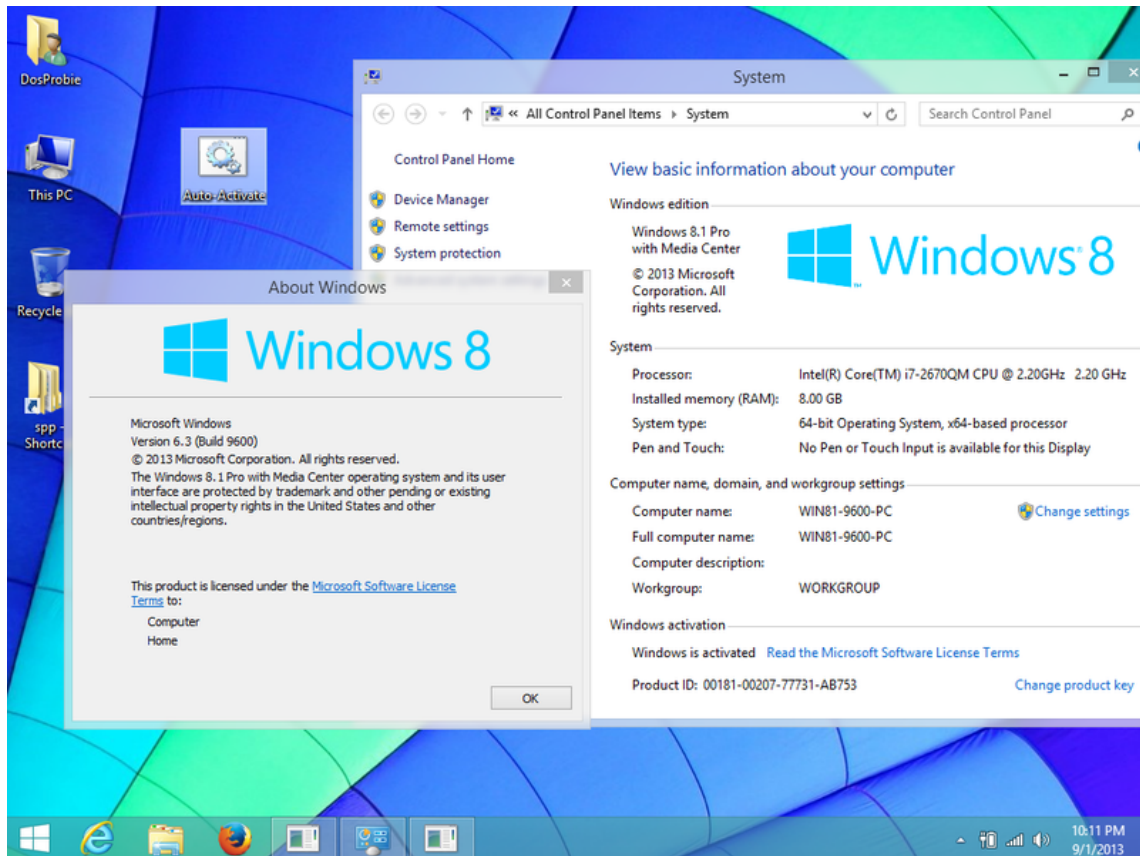 DosProbie
This PC
Auto-Activate
Recycle
spp -
Shortc
System
« All Control Panel Items ▸ System
Search Control Panel
Control Panel Home
Device Manager
Remote settings
System protection
Advanced system settings
View basic information about your computer
Windows edition
Windows 8.1 Pro
with Media Center
© 2013 Microsoft
Corporation. All
rights reserved.
Windows 8
System
Processor: Intel(R) Core(TM) i7-2670QM CPU @ 2.20GHz 2.20 GHz
Installed memory (RAM): 8.00 GB
System type: 64-bit Operating System, x64-based processor
Pen and Touch: No Pen or Touch Input is available for this Display
Computer name, domain, and workgroup settings
Computer name: WIN81-9600-PC
Change settings
Full computer name: WIN81-9600-PC
Computer description:
Workgroup: WORKGROUP
Windows activation
Windows is activated Read the Microsoft Software License Terms
Product ID: 00181-00207-77731-AB753
Change product key
About Windows
Windows 8
Microsoft Windows
Version 6.3 (Build 9600)
© 2013 Microsoft Corporation. All rights reserved.
The Windows 8.1 Pro with Media Center operating system and its user
interface are protected by trademark and other pending or existing
intellectual property rights in the United States and other
countries/regions.
This product is licensed under the Microsoft Software License
Terms to:
Computer
Home
OK
10:11 PM
9/1/2013